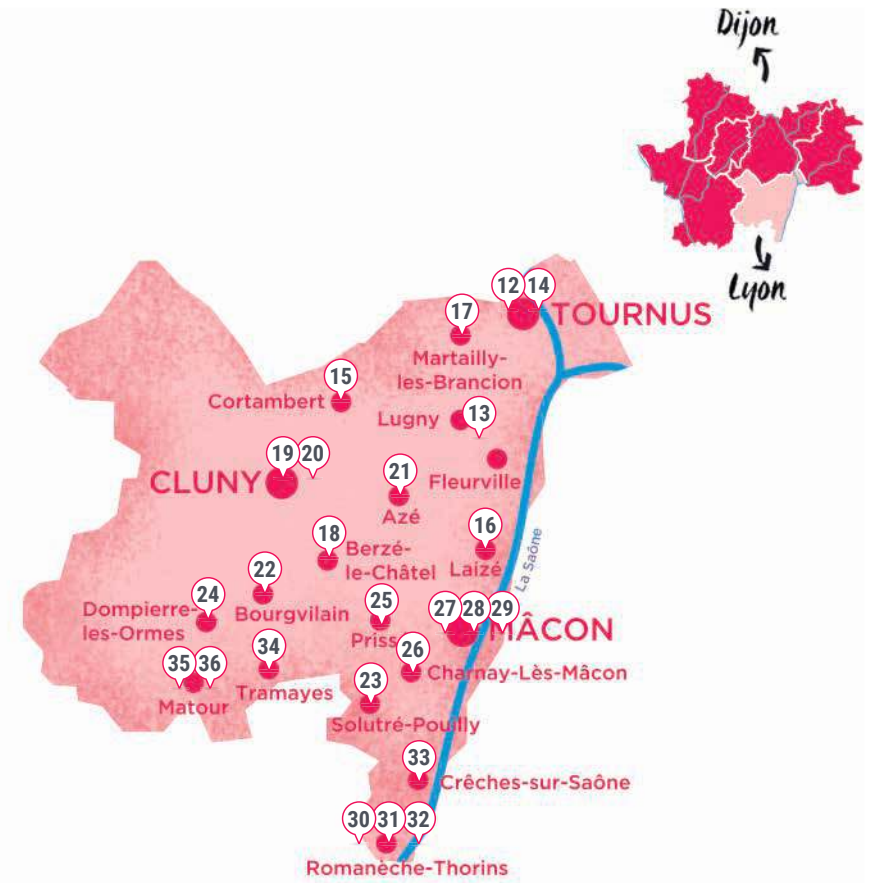 Dijon
Lyon
12 14
TOURNUS
17
Martailly-
les-Brancion
15
Cortambert
Lugny
13
19 20
CLUNY
21
Azé
Fleurville
18
Berzé-
le-Châtel
16
Laizé
La Saône
22
Bourgvilain
24
Dompierre-
les-Ormes
25
Priss
27 28 29
MÂCON
26
Charnay-Lès-Mâcon
34
Tramayes
35 36
Matour
23
Solutré-Pouilly
33
Crêches-sur-Saône
30 31 32
Romanèche-Thorins